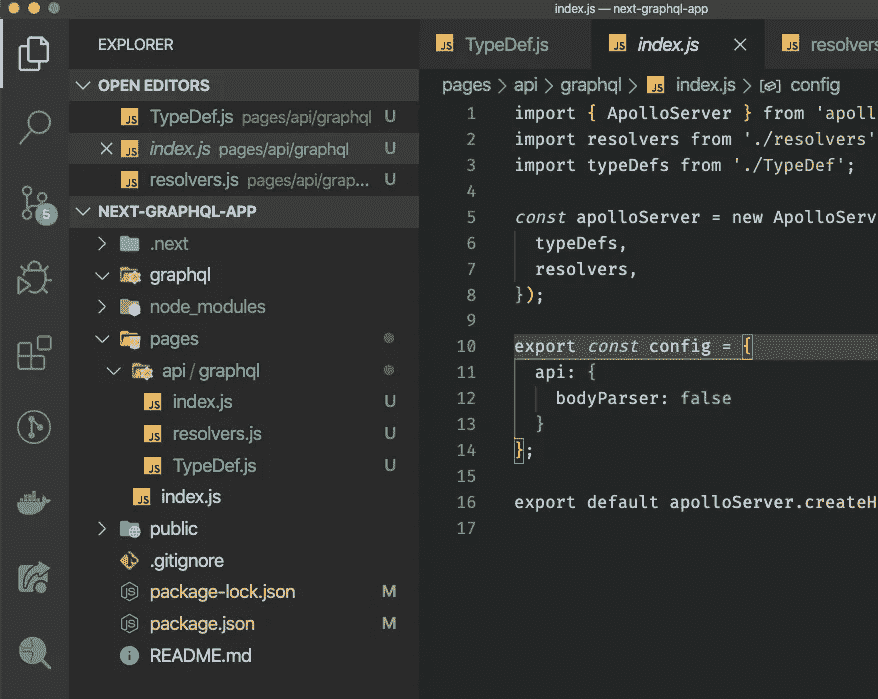 index.js — next-graphql-app
EXPLORER
OPEN EDITORS
JS TypeDef.js pages/api/graphql U
JS index.js pages/api/graphql U
JS resolvers.js pages/api/grap... U
NEXT-GRAPHQL-APP
.next
graphql
node_modules
pages
api / graphql
JS index.js U
JS resolvers.js U
JS TypeDef.js U
JS index.js
public
.gitignore
package-lock.json M
package.json M
README.md
5
JS TypeDef.js JS index.js JS resolvers
pages > api > graphql > JS index.js > config
1 import { ApolloServer } from 'apoll
2 import resolvers from './resolvers'
3 import typeDefs from './TypeDef';
4
5 const apolloServer = new ApolloServ
6 typeDefs,
7 resolvers,
8 });
9
10 export const config = {
11 api: {
12 bodyParser: false
13 }
14 };
15
16 export default apolloServer.createH
17